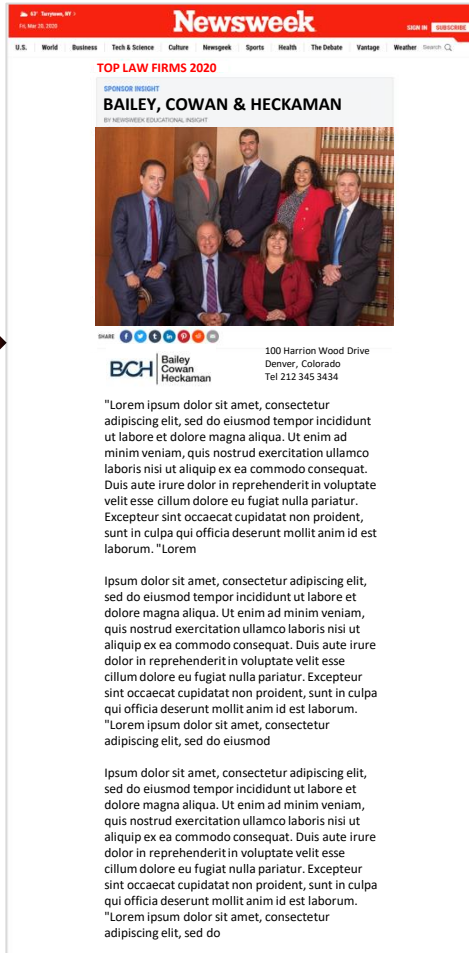 53° Tarrytown, NY >
Fri, Mar 20, 2020
Newsweek
SIGN IN SUBSCRIBE
U.S. World Business Tech & Science Culture Newsgeek Sports Health The Debate Vantage Weather Search
TOP LAW FIRMS 2020
SPONSOR INSIGHT
BAILEY, COWAN & HECKAMAN
BY NEWSWEEK EDUCATIONAL INSIGHT
SHARE
BCH Bailey
Cowan
Heckaman
100 Harrion Wood Drive
Denver, Colorado
Tel 212 345 3434
"Lorem ipsum dolor sit amet, consectetur
adipiscing elit, sed do eiusmod tempor incididunt
ut labore et dolore magna aliqua. Ut enim ad
minim veniam, quis nostrud exercitation ullamco
laboris nisi ut aliquip ex ea commodo consequat.
Duis aute irure dolor in reprehenderit in voluptate
velit esse cillum dolore eu fugiat nulla pariatur.
Excepteur sint occaecat cupidatat non proident,
sunt in culpa qui officia deserunt mollit anim id est
laborum. "Lorem
Ipsum dolor sit amet, consectetur adipiscing elit,
sed do eiusmod tempor incididunt ut labore et
dolore magna aliqua. Ut enim ad minim veniam,
quis nostrud exercitation ullamco laboris nisi ut
aliquip ex ea commodo consequat. Duis aute irure
dolor in reprehenderit in voluptate velit esse
cillum dolore eu fugiat nulla pariatur. Excepteur
sint occaecat cupidatat non proident, sunt in culpa
qui officia deserunt mollit anim id est laborum.
"Lorem ipsum dolor sit amet, consectetur
adipiscing elit, sed do eiusmod
Ipsum dolor sit amet, consectetur adipiscing elit,
sed do eiusmod tempor incididunt ut labore et
dolore magna aliqua. Ut enim ad minim veniam,
quis nostrud exercitation ullamco laboris nisi ut
aliquip ex ea commodo consequat. Duis aute irure
dolor in reprehenderit in voluptate velit esse
cillum dolore eu fugiat nulla pariatur. Excepteur
sint occaecat cupidatat non proident, sunt in culpa
qui officia deserunt mollit anim id est laborum.
"Lorem ipsum dolor sit amet, consectetur
adipiscing elit, sed do